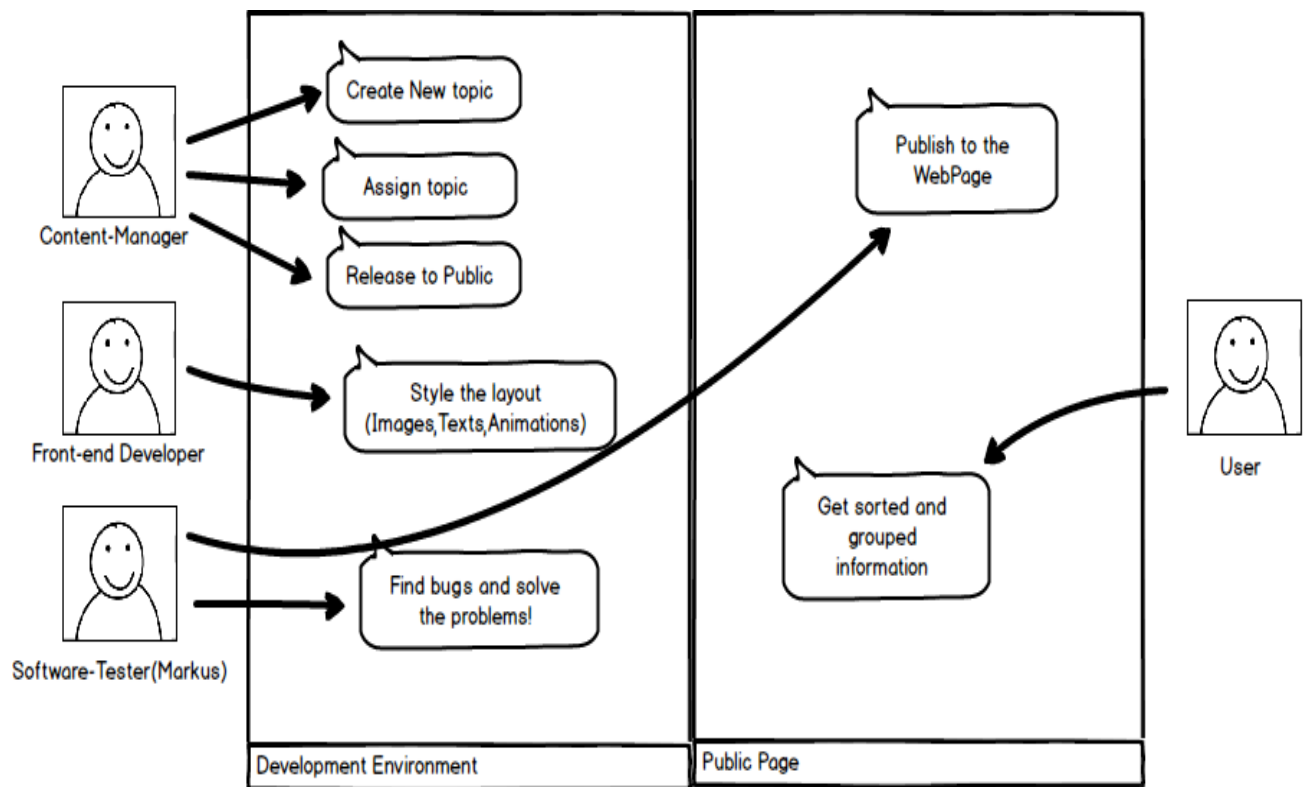 Create New topic
Assign topic
Release to Public
Content-Manager
Style the layout
(Images,Texts,Animations)
Front-end Developer
Find bugs and solve
the problems!
Software-Tester(Markus)
Development Environment
Publish to the
WebPage
Get sorted and
grouped
information
User
Public Page